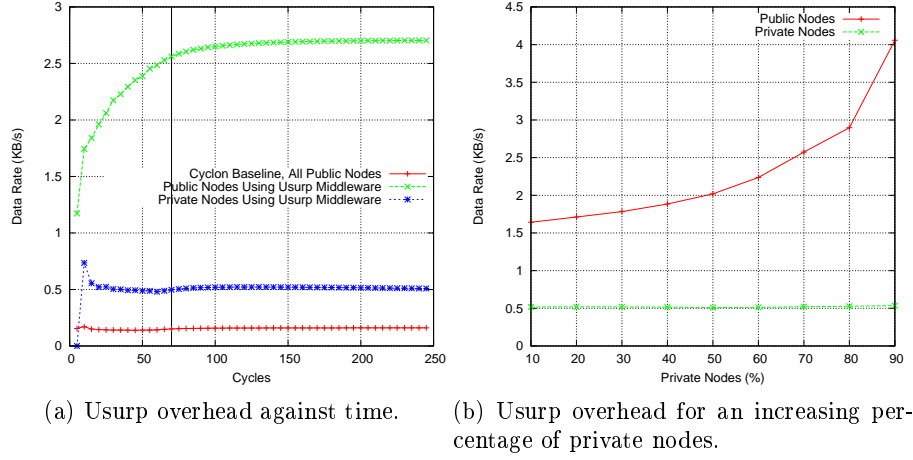 3
2.5
2
1.5
1
0.5
0
Data Rate (KB/s)
Cyclon Baseline, All Public Nodes
Public Nodes Using Usurp Middleware
Private Nodes Using Usurp Middleware
0 50 100 150 200 250
Cycles
(a) Usurp overhead against time.
4.5
4
3.5
3
2.5
2
1.5
1
0.5
0
Data Rate (KB/s)
Public Nodes
Private Nodes
10 20 30 40 50 60 70 80 90
Private Nodes (%)
(b) Usurp overhead for an increasing per-
centage of private nodes.